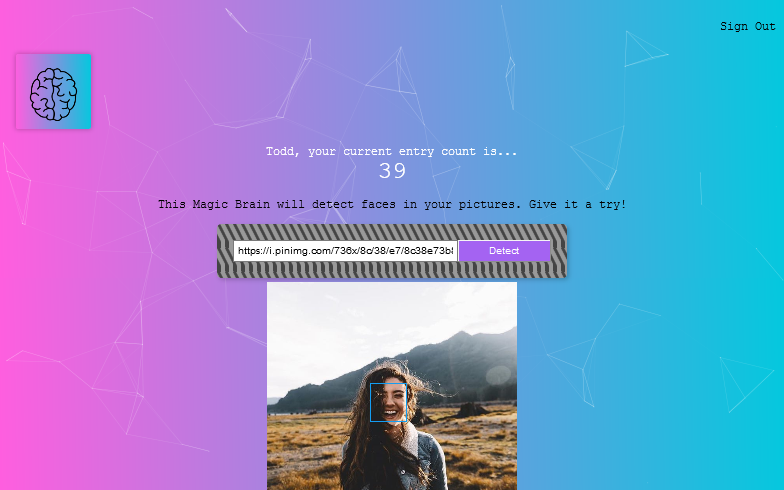 Sign Out
Todd, your current entry count is...
39
This Magic Brain will detect faces in your pictures. Give it a try!
https://i.pinimg.com/736x/8c/38/e7/8c38e73b
Detect